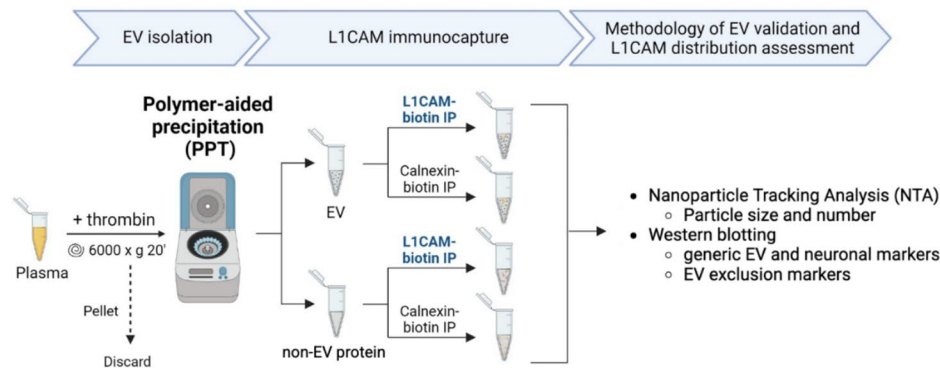 EV isolation
L1CAM immunocapture
Methodology of EV validation and
L1CAM distribution assessment
Polymer-aided
precipitation
(PPT)
Plasma
+ thrombin
6000 x g 20'
Pellet
Discard
EV
non-EV protein
L1CAM-
biotin IP
Calnexin-
biotin IP
L1CAM-
biotin IP
Calnexin-
biotin IP
• Nanoparticle Tracking Analysis (NTA)
○ Particle size and number
• Western blotting
○ generic EV and neuronal markers
○ EV exclusion markers